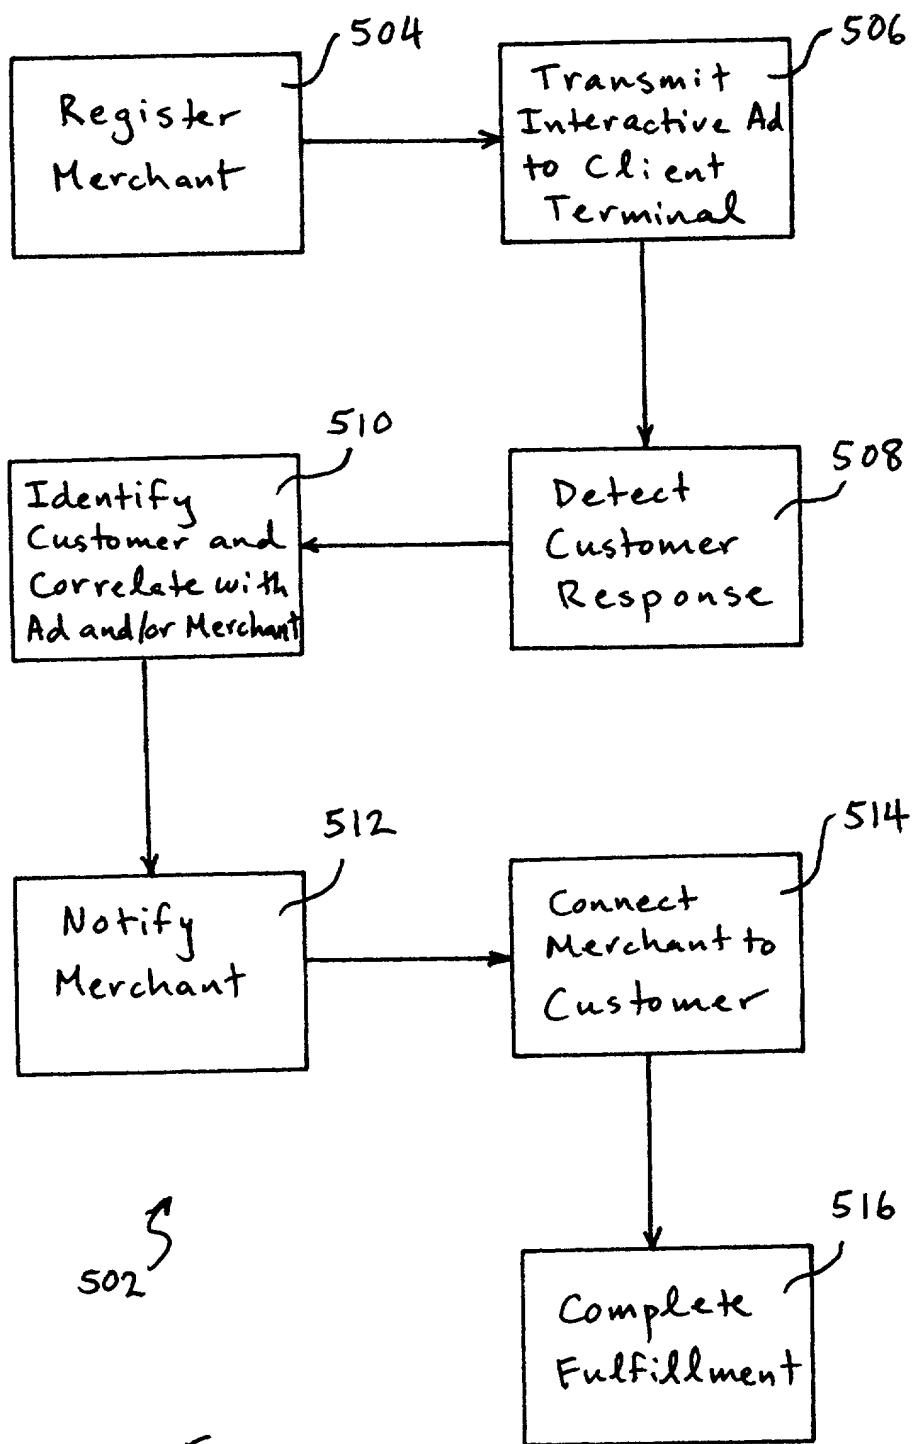 504
Register
Merchant
506
Transmit
Interactive Ad
to Client
Terminal
510
Identify
Customer and
Correlate with
Ad and/or Merchant
508
Detect
Customer
Response
512
Notify
Merchant
514
Connect
Merchant to
Customer
502
516
Complete
Fulfillment